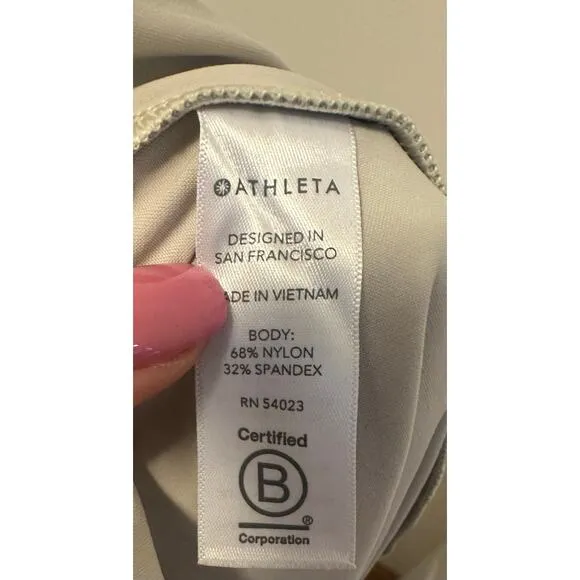 ATHLETA
DESIGNED IN
SAN FRANCISCO
ADE IN VIETNAM
BODY:
68% NYLON
32% SPANDEX
RN 54023
Certified
B
®
Corporation